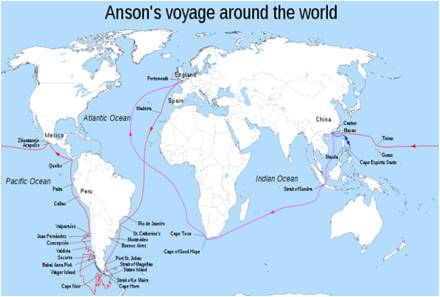 Anson's voyage around the world
Portsmouth
England
Madeira
Spain
Atlantic Ocean
China
Canton
Macao
Mexico
Zihuatanejo
Acapulco
Tinian
Guam
Manila
Cape Espiritu Santo
Quibo
Pacific Ocean
Paita
Peru
Indian Ocean
Strait of Sunda
Callao
Rio de Janeiro
Valparaíso
St. Catherine's
Juan Fernández
Montevideo
Concepción
Buenos Aires
Cape Town
Valdivia
Cape of Good Hope
Socorro
Port St. Julian
Bahai Anna Pink
Strait of Magellan
Wager Island
Staten Island
Strait of Le Maire
Cape Noir
Cape Horn